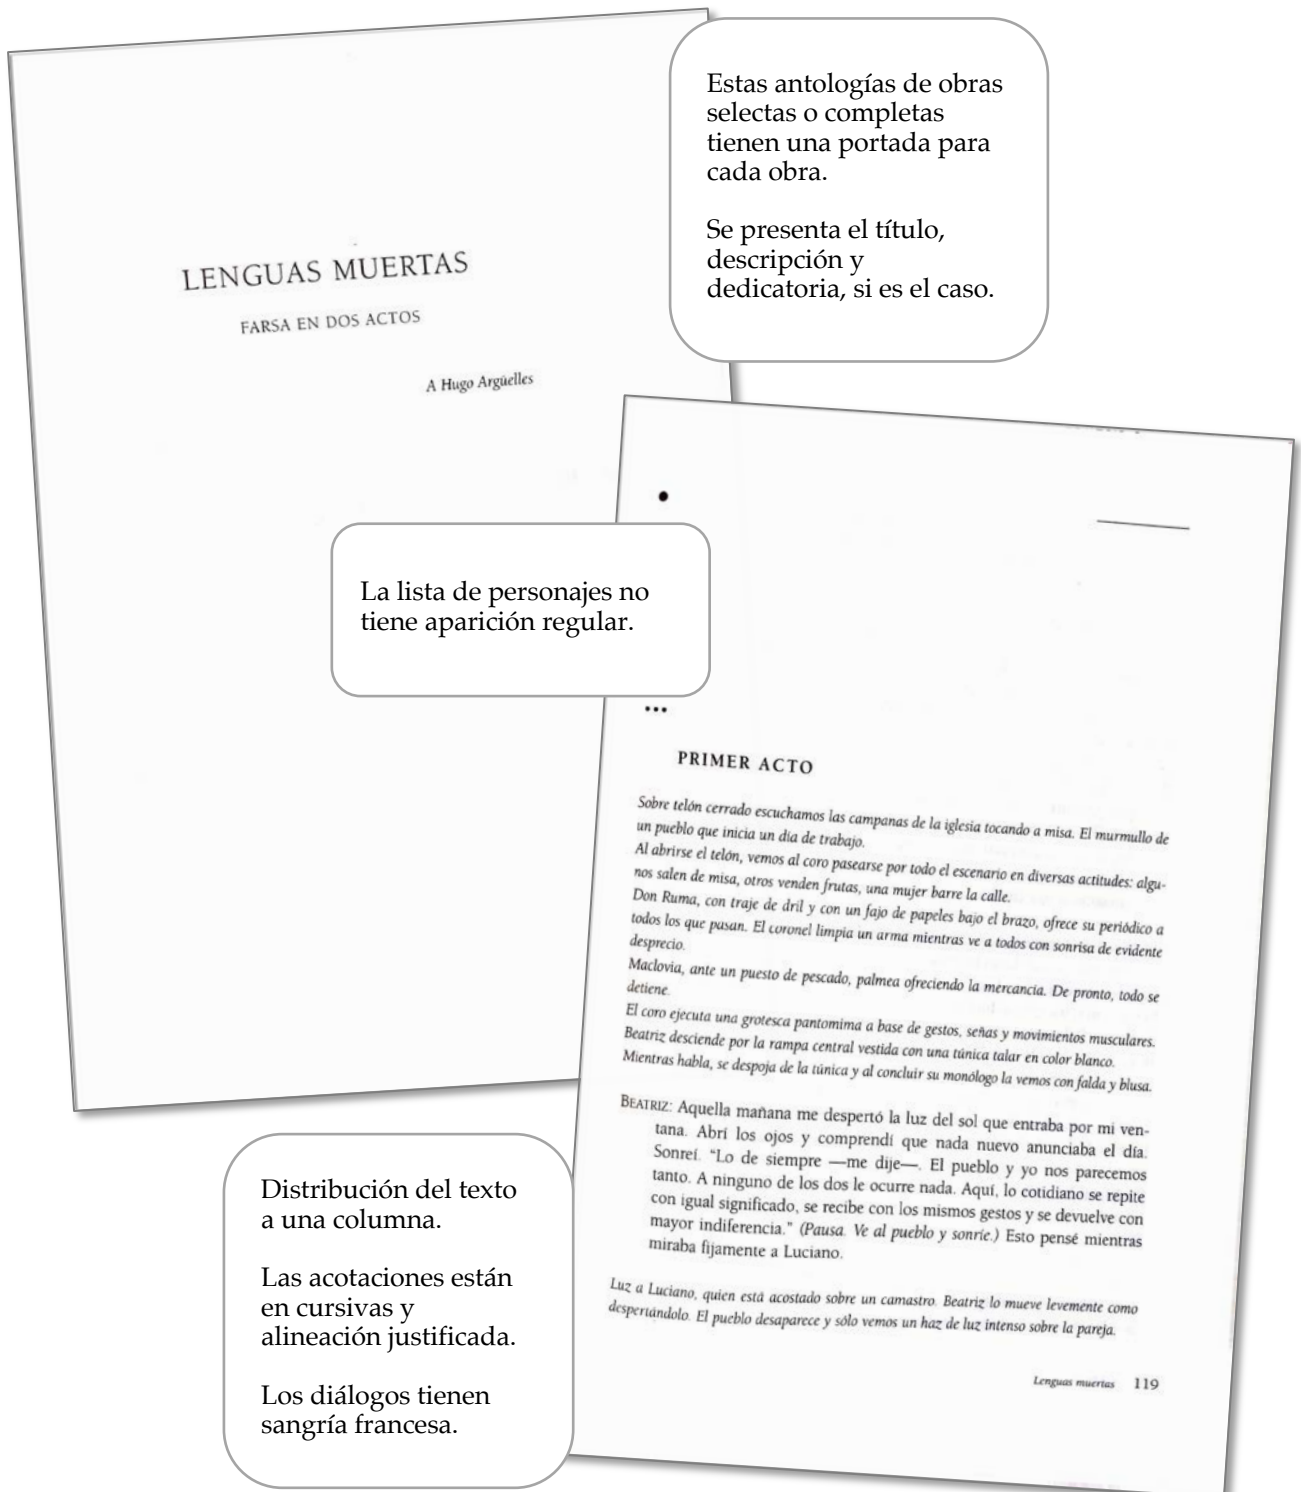 LENGUAS MUERTAS
FARSA EN DOS ACTOS
A Hugo Argüelles
Estas antologías de obras
selectas o completas
tienen una portada para
cada obra.
Se presenta el título,
descripción y
dedicatoria, si es el caso.
La lista de personajes no
tiene aparición regular.
PRIMER ACTO
Sobre telón cerrado escuchamos las campanas de la iglesia tocando a misa. El murmullo de
un pueblo que inicia un día de trabajo.
Al abrirse el telón, vemos al coro pasearse por todo el escenario en diversas actitudes: algu-
nos salen de misa, otros venden frutas, una mujer barre la calle.
Don Ruma, con traje de dril y con un fajo de papeles bajo el brazo, ofrece su periódico a
todos los que pasan. El coronel limpia un arma mientras ve a todos con sonrisa de evidente
desprecio.
Maclovia, ante un puesto de pescado, palmea ofreciendo la mercancía. De pronto, todo se
detiene.
El coro ejecuta una grotesca pantomima a base de gestos, señas y movimientos musculares.
Beatriz desciende por la rampa central vestida con una túnica talar en color blanco.
Mientras habla, se despoja de la túnica y al concluir su monólogo la vemos con falda y blusa.
BEATRIZ: Aquella mañana me despertó la luz del sol que entraba por mi ven-
tana. Abrí los ojos y comprendí que nada nuevo anunciaba el día.
Sonreí. “Lo de siempre —me dije—. El pueblo y yo nos parecemos
tanto. A ninguno de los dos le ocurre nada. Aquí, lo cotidiano se repite
con igual significado, se recibe con los mismos gestos y se devuelve con
mayor indiferencia.” (Pausa. Ve al pueblo y sonríe.) Esto pensé mientras
miraba fijamente a Luciano.
Luz a Luciano, quien está acostado sobre un camastro. Beatriz lo mueve levemente como
despertándolo. El pueblo desaparece y sólo vemos un haz de luz intenso sobre la pareja.
Lenguas muertas 119
Distribución del texto
a una columna.
Las acotaciones están
en cursivas y
alineación justificada.
Los diálogos tienen
sangría francesa.